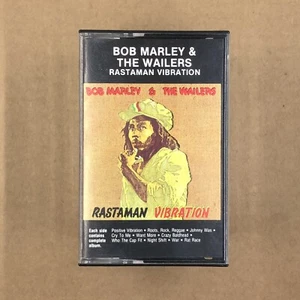 BOB MARLEY &
THE WAILERS
RASTAMAN VIBRATION
BOB MARLEY & THE WAILERS
RASTAMAN VIBRATION
Each side Positive Vibration • Roots, Rock, Reggae • Johnny Was •
contains Cry To Me • Want More • Crazy Baldhead •
complete Who The Cap Fit • Night Shift • War • Rat Race
album.